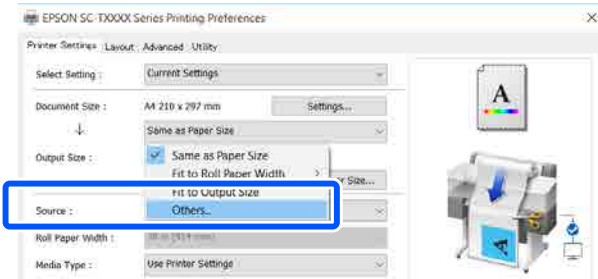 EPSON SC-TXXXX Series Printing Preferences
Printer Settings Layout Advanced Utility
Select Setting : Current Settings
Document Size : A4 210 x 297 mm Settings...
Same as Paper Size
Output Size : Same as Paper Size
Fit to Roll Paper Width
r Size...
Fit to Output Size
Source : Others...
Roll Paper Width :
Media Type : Use Printer Settings
A
A